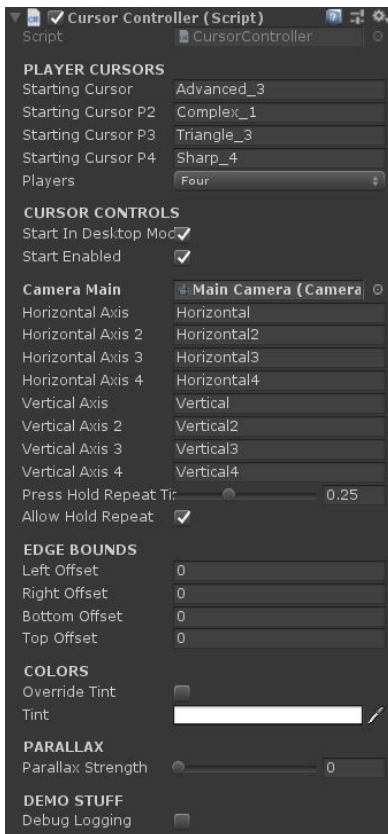 Cursor Controller (Script)
Script CursorController
PLAYER CURSORS
Starting Cursor Advanced_3
Starting Cursor P2 Complex_1
Starting Cursor P3 Triangle_3
Starting Cursor P4 Sharp_4
Players Four
CURSOR CONTROLS
Start In Desktop Mod
Start Enabled
Camera Main Main Camera (Camera
Horizontal Axis Horizontal
Horizontal Axis 2 Horizontal2
Horizontal Axis 3 Horizontal3
Horizontal Axis 4 Horizontal4
Vertical Axis Vertical
Vertical Axis 2 Vertical2
Vertical Axis 3 Vertical3
Vertical Axis 4 Vertical4
Press Hold Repeat Tir 0.25
Allow Hold Repeat
EDGE BOUNDS
Left Offset 0
Right Offset 0
Bottom Offset 0
Top Offset 0
COLORS
Override Tint
Tint
PARALLAX
Parallax Strength 0
DEMO STUFF
Debug Logging